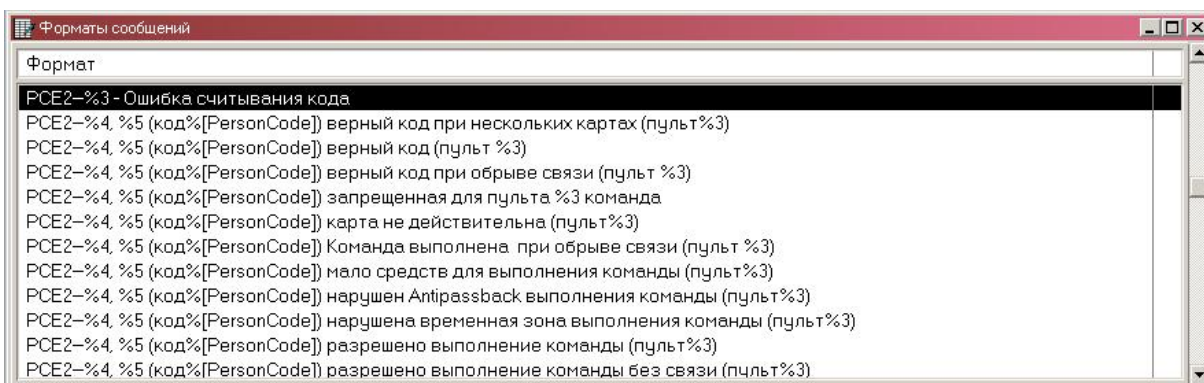 Форматы сообщений
Формат
PCE2–%3 - Ошибка считывания кода
PCE2–%4, %5 (код%[PersonCode]) верный код при нескольких картах (пульт%3)
PCE2–%4, %5 (код%[PersonCode]) верный код (пульт %3)
PCE2–%4, %5 (код%[PersonCode]) верный код при обрыве связи (пульт %3)
PCE2–%4, %5 (код%[PersonCode]) запрещенная для пульта %3 команда
PCE2–%4, %5 (код%[PersonCode]) карта не действительна (пульт%3)
PCE2–%4, %5 (код%[PersonCode]) Команда выполнена  при обрыве связи (пульт %3)
PCE2–%4, %5 (код%[PersonCode]) мало средств для выполнения команды (пульт%3)
PCE2–%4, %5 (код%[PersonCode]) нарушен Antipassback выполнения команды (пульт%3)
PCE2–%4, %5 (код%[PersonCode]) нарушена временная зона выполнения команды (пульт%3)
PCE2–%4, %5 (код%[PersonCode]) разрешено выполнение команды (пульт%3)
PCE2–%4, %5 (код%[PersonCode]) разрешено выполнение команды без связи (пульт%3)